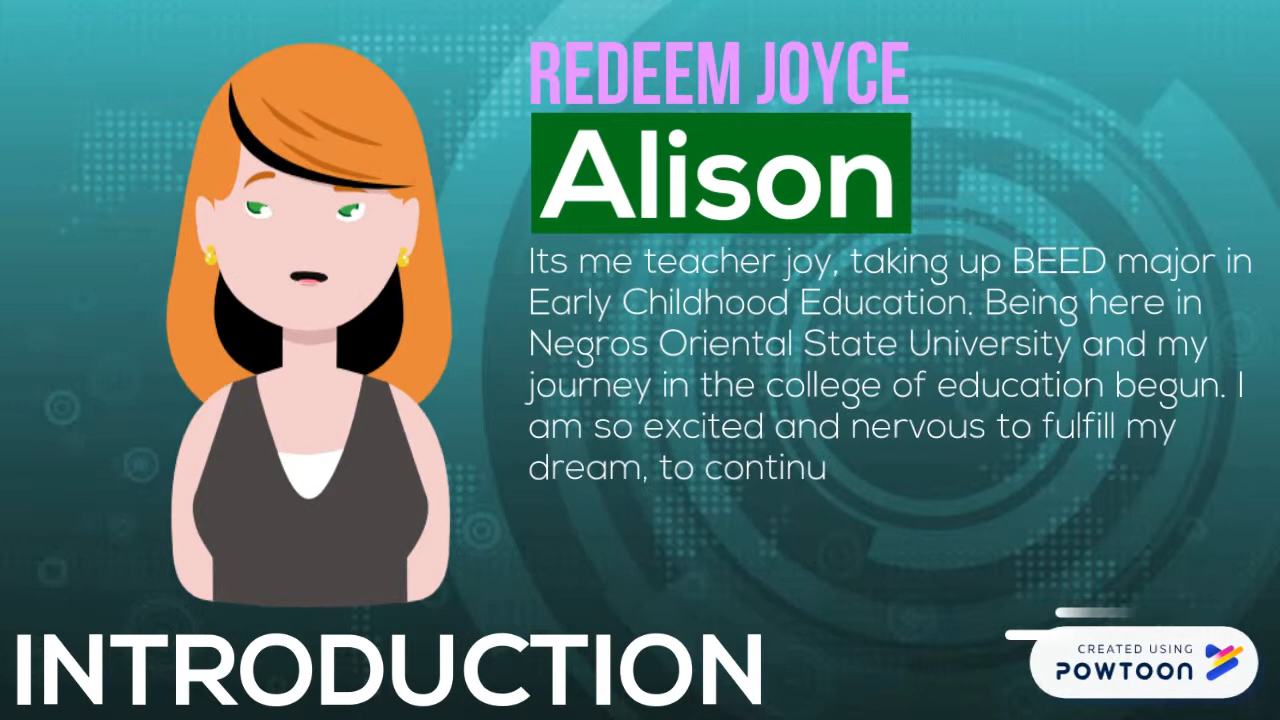 REDEEM JOYCE
Alison
Its me teacher joy, taking up BEED major in
Early Childhood Education. Being here in
Negros Oriental State University and my
journey in the college of education begun. I
am so excited and nervous to fulfill my
dream, to continu
INTRODUCTION
CREATED USING
POWTOON